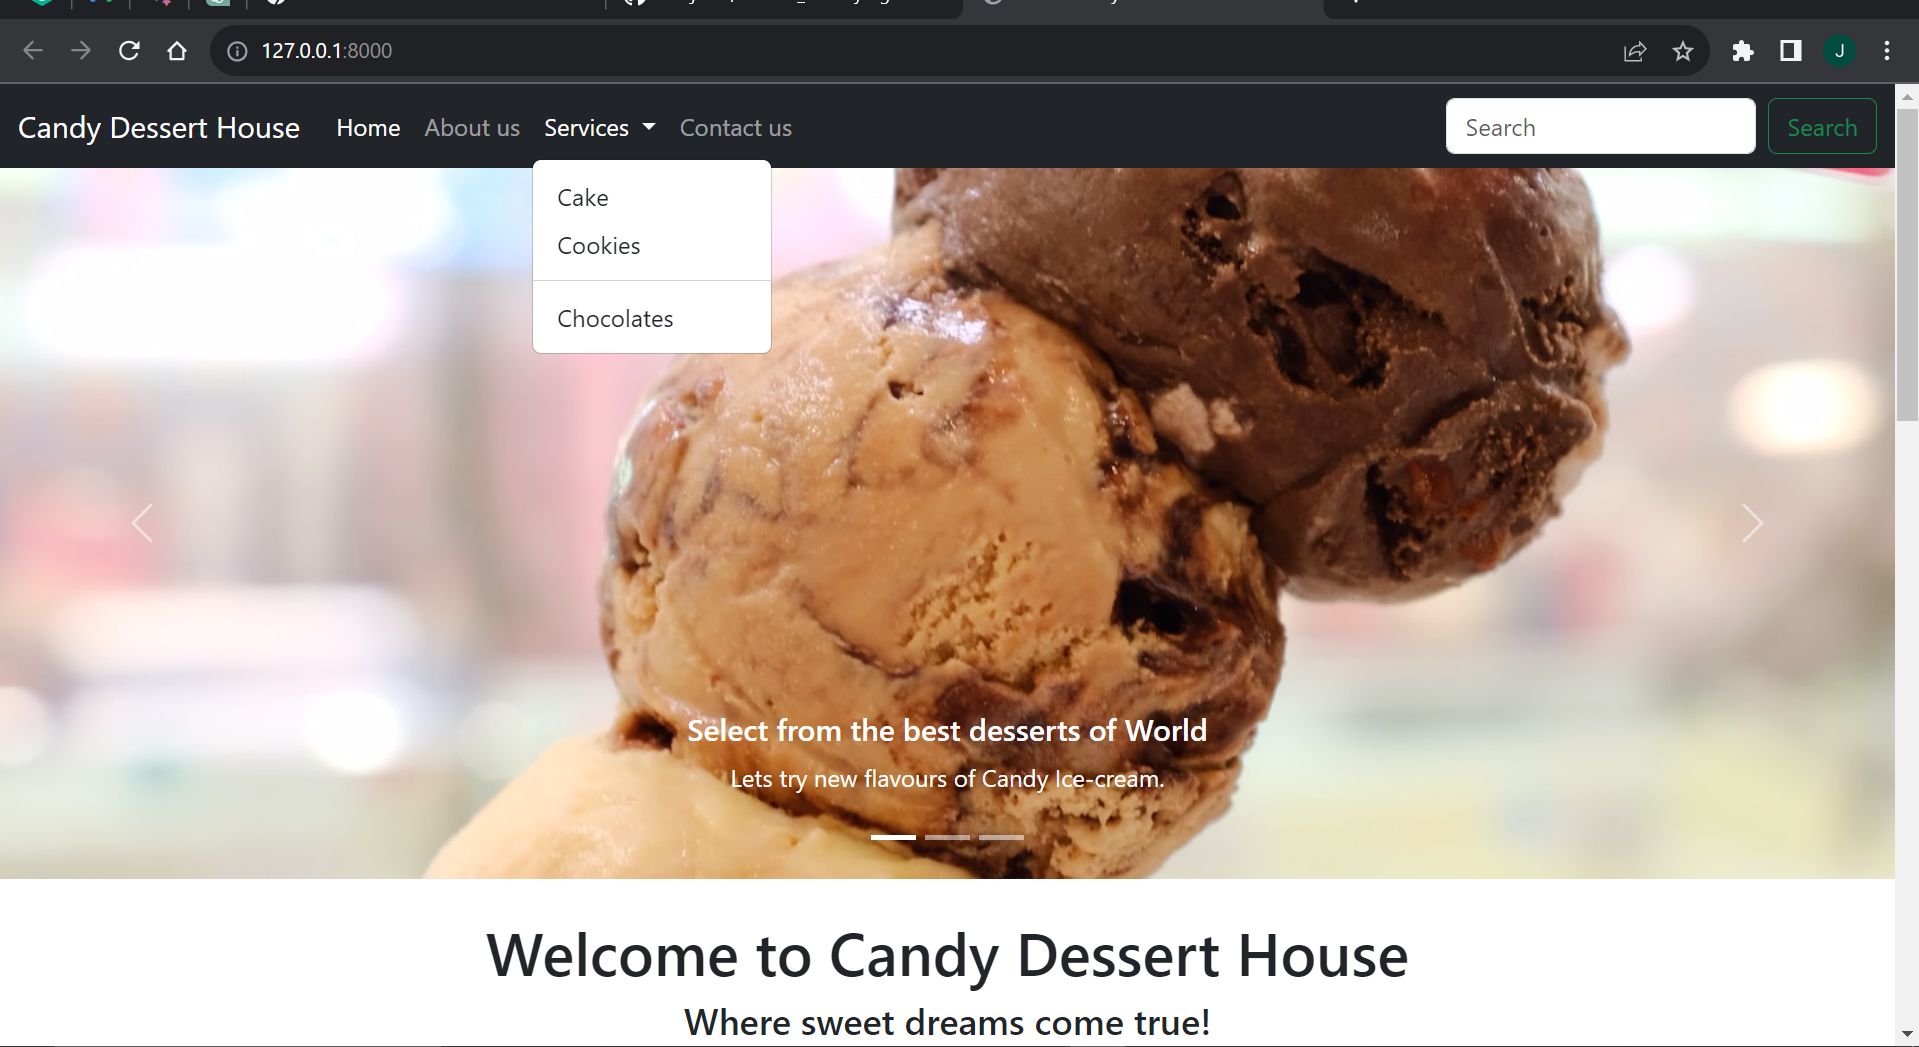 127.0.0.1:8000
J
Candy Dessert House Home About us Services Contact us Search Search
Cake
Cookies
Chocolates
Select from the best desserts of World
Lets try new flavours of Candy Ice-cream.
Welcome to Candy Dessert House
Where sweet dreams come true!